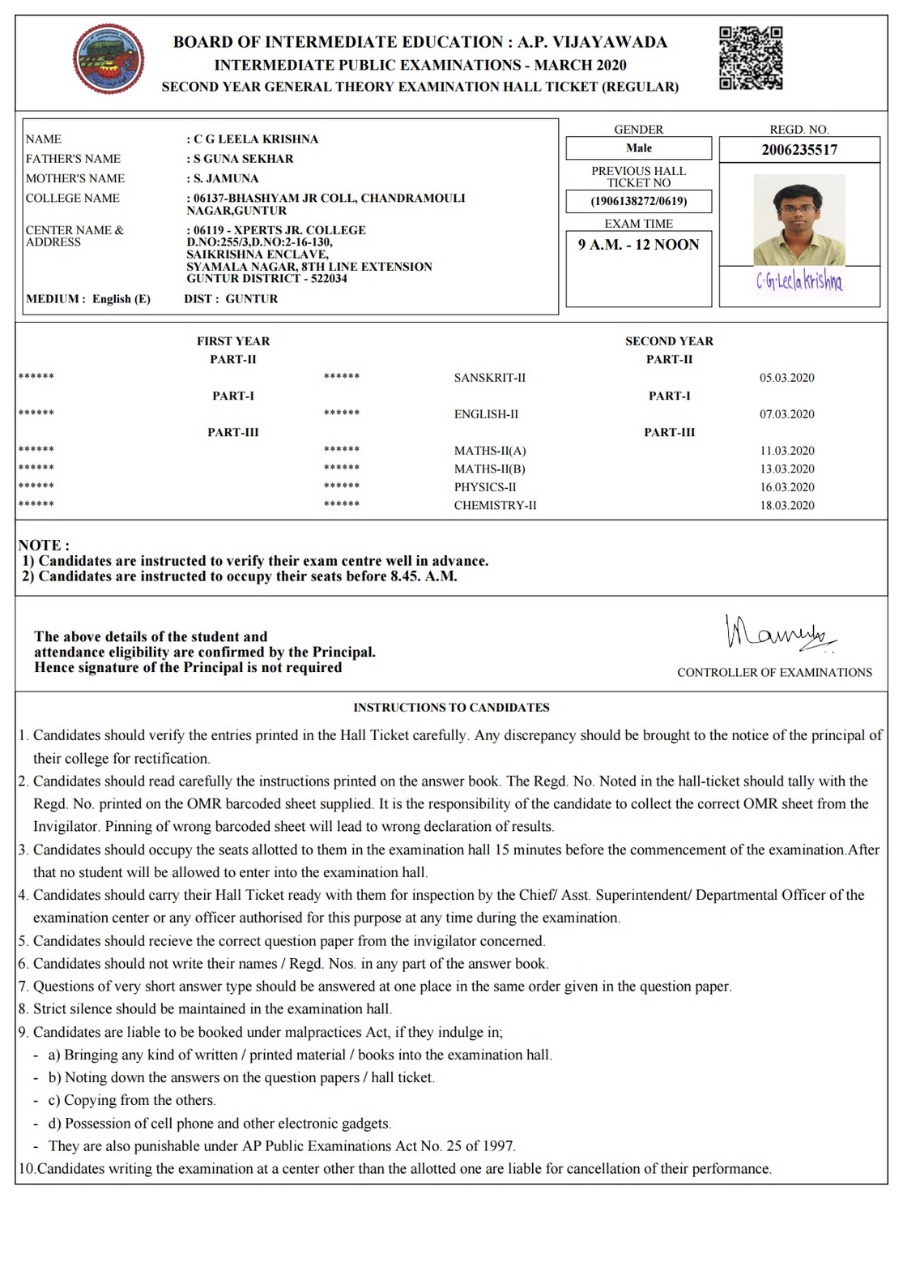 BOARD OF INTERMEDIATE EDUCATION : A.P. VIJAYAWADA
INTERMEDIATE PUBLIC EXAMINATIONS - MARCH 2020
SECOND YEAR GENERAL THEORY EXAMINATION HALL TICKET (REGULAR)
NAME : C G LEELA KRISHNA
FATHER'S NAME : S GUNA SEKHAR
MOTHER'S NAME : S. JAMUNA
COLLEGE NAME : 06137-BHASHYAM JR COLL, CHANDRAMOULI
NAGAR,GUNTUR
CENTER NAME & : 06119 - XPERTS JR. COLLEGE
ADDRESS D.NO:255/3,D.NO:2-16-130,
SAIKRISHNA ENCLAVE,
SYAMALA NAGAR, 8TH LINE EXTENSION
GUNTUR DISTRICT - 522034
MEDIUM : English (E) DIST : GUNTUR
GENDER
Male
PREVIOUS HALL
TICKET NO
(1906138272/0619)
EXAM TIME
9 A.M. - 12 NOON
REGD. NO.
2006235517
C.G.Leela Krishna
FIRST YEAR SECOND YEAR
PART-II PART-II
****** ****** SANSKRIT-II 05.03.2020
PART-I PART-I
****** ****** ENGLISH-II 07.03.2020
PART-III PART-III
****** ****** MATHS-II(A) 11.03.2020
****** ****** MATHS-II(B) 13.03.2020
****** ****** PHYSICS-II 16.03.2020
****** ****** CHEMISTRY-II 18.03.2020
NOTE :
1) Candidates are instructed to verify their exam centre well in advance.
2) Candidates are instructed to occupy their seats before 8.45. A.M.
The above details of the student and
attendance eligibility are confirmed by the Principal.
Hence signature of the Principal is not required
CONTROLLER OF EXAMINATIONS
INSTRUCTIONS TO CANDIDATES
1. Candidates should verify the entries printed in the Hall Ticket carefully. Any discrepancy should be brought to the notice of the principal of
their college for rectification.
2. Candidates should read carefully the instructions printed on the answer book. The Regd. No. Noted in the hall-ticket should tally with the
Regd. No. printed on the OMR barcoded sheet supplied. It is the responsibility of the candidate to collect the correct OMR sheet from the
Invigilator. Pinning of wrong barcoded sheet will lead to wrong declaration of results.
3. Candidates should occupy the seats allotted to them in the examination hall 15 minutes before the commencement of the examination.After
that no student will be allowed to enter into the examination hall.
4. Candidates should carry their Hall Ticket ready with them for inspection by the Chief/ Asst. Superintendent/ Departmental Officer of the
examination center or any officer authorised for this purpose at any time during the examination.
5. Candidates should recieve the correct question paper from the invigilator concerned.
6. Candidates should not write their names / Regd. Nos. in any part of the answer book.
7. Questions of very short answer type should be answered at one place in the same order given in the question paper.
8. Strict silence should be maintained in the examination hall.
9. Candidates are liable to be booked under malpractices Act, if they indulge in;
- a) Bringing any kind of written / printed material / books into the examination hall.
- b) Noting down the answers on the question papers / hall ticket.
- c) Copying from the others.
- d) Possession of cell phone and other electronic gadgets.
- They are also punishable under AP Public Examinations Act No. 25 of 1997.
10.Candidates writing the examination at a center other than the allotted one are liable for cancellation of their performance.